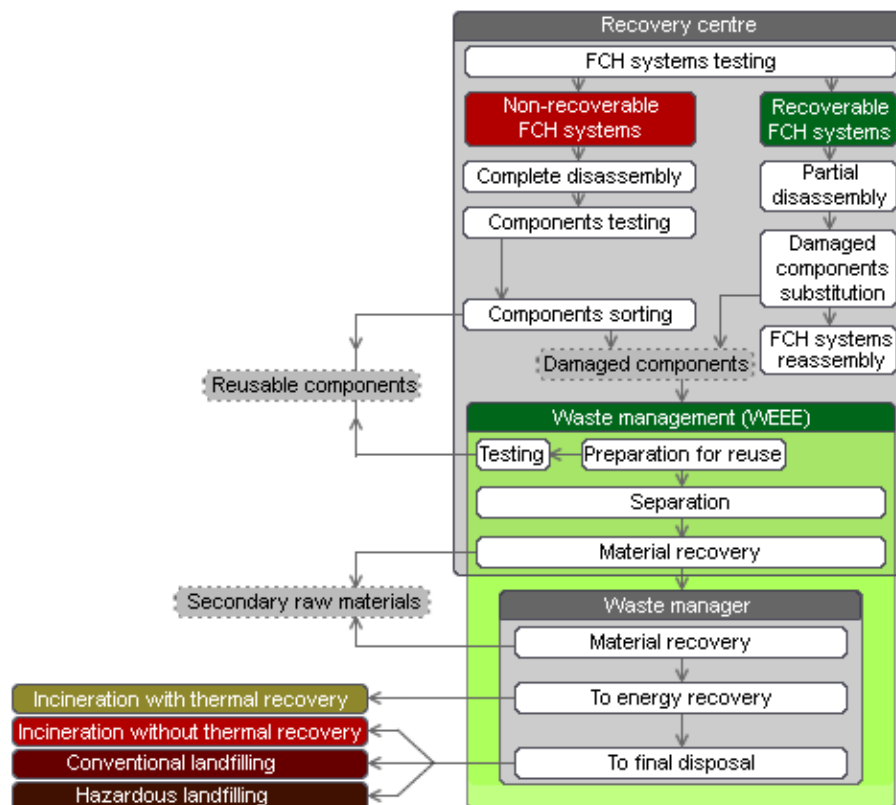 Recovery centre
FCH systems testing
Non-recoverable
FCH systems
Recoverable
FCH systems
Complete disassembly
Partial
disassembly
Components testing
Damaged
components
substitution
Components sorting
FCH systems
reassembly
Reusable components
Damaged components
Waste management (WEEE)
Testing
Preparation for reuse
Separation
Material recovery
Secondary raw materials
Waste manager
Material recovery
Incineration with thermal recovery
To energy recovery
Incineration without thermal recovery
Conventional landfilling
To final disposal
Hazardous landfilling